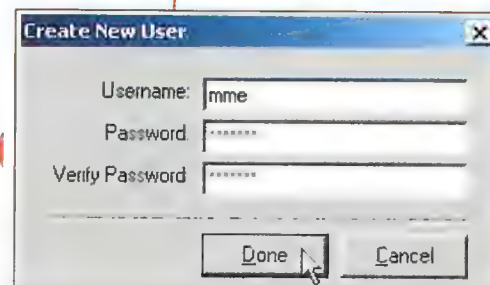 Create New User
Username: mme
Password: *******
Verify Password: *******
Done Cancel